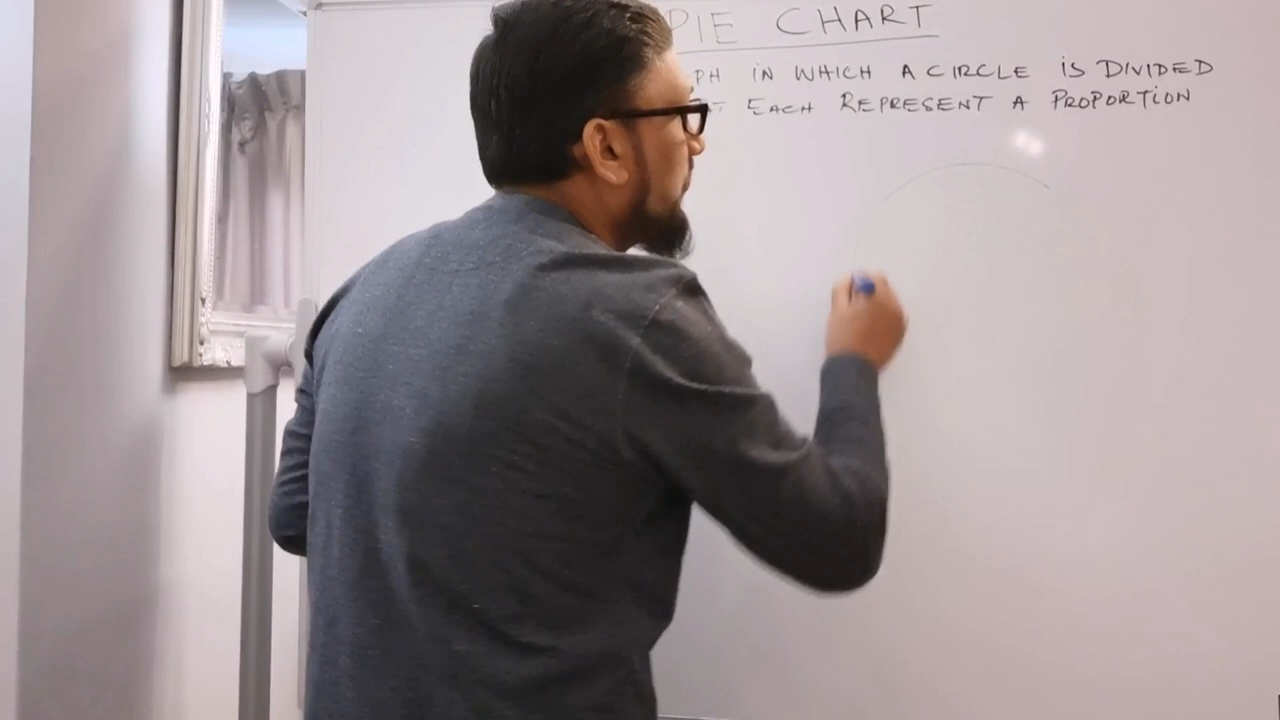 PIE CHART
PH IN WHICH A CIRCLE IS DIVIDED
EACH REPRESENT A PROPORTION